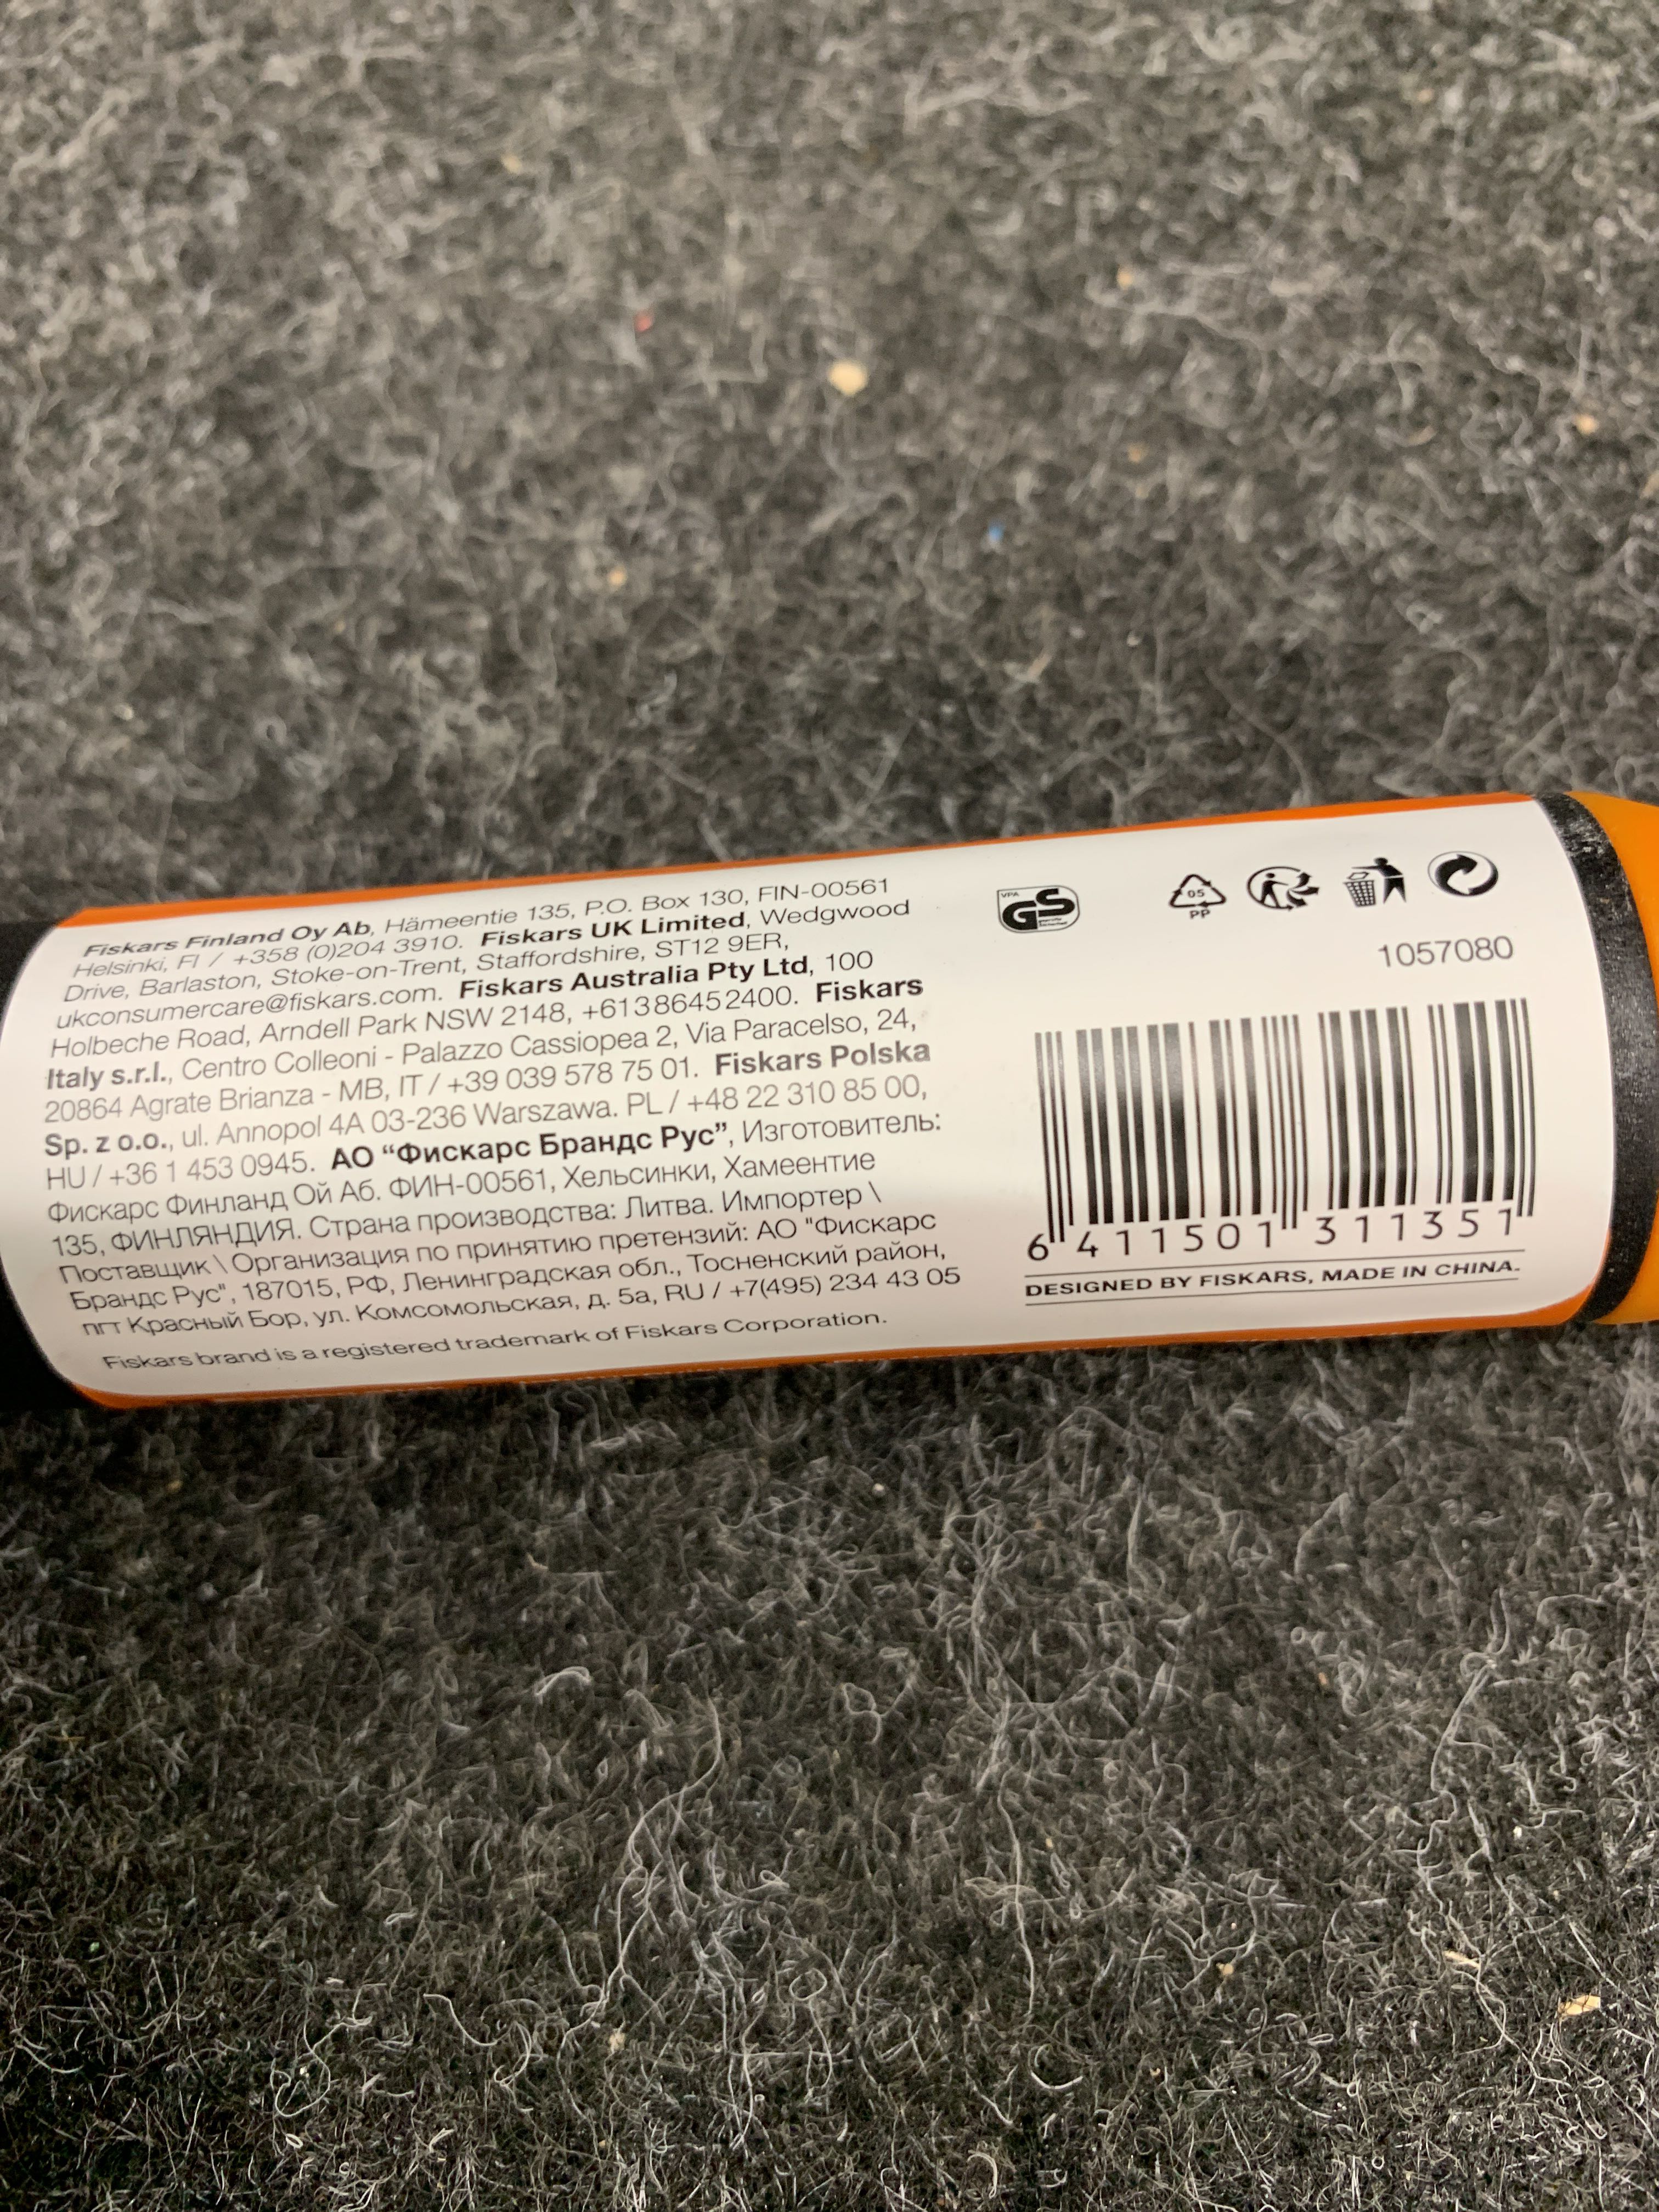 Fiskars Finland Oy Ab, Hämeentie 135, P.O. Box 130, FIN-00561
Helsinki, FI / +358 (0)204 3910. Fiskars UK Limited, Wedgwood
Drive, Barlaston, Stoke-on-Trent, Staffordshire, ST12 9ER,
ukconsumercare@fiskars.com. Fiskars Australia Pty Ltd, 100
Holbeche Road, Arndell Park NSW 2148, +61386452400. Fiskars
Italy s.r.l., Centro Colleoni - Palazzo Cassiopea 2, Via Paracelso, 24,
20864 Agrate Brianza - MB, IT / +39 039 578 75 01. Fiskars Polska
Sp. z o.o., ul. Annopol 4A 03-236 Warszawa. PL / +48 22 310 85 00,
HU / +36 1 453 0945. АО “Фискарс Брандс Рус”, Изготовитель:
Фискарс Финланд Ой Аб. ФИН-00561, Хельсинки, Хамеентие
135, ФИНЛЯНДИЯ. Страна производства: Литва. Импортер \
Поставщик \ Организация по принятию претензий: АО "Фискарс
Брандс Рус", 187015, РФ, Ленинградская обл., Тосненский район,
пгт Красный Бор, ул. Комсомольская, д. 5а, RU / +7(495) 234 43 05
Fiskars brand is a registered trademark of Fiskars Corporation.
VPA
GS
05
PP
1057080
6 411501 311351
DESIGNED BY FISKARS, MADE IN CHINA.